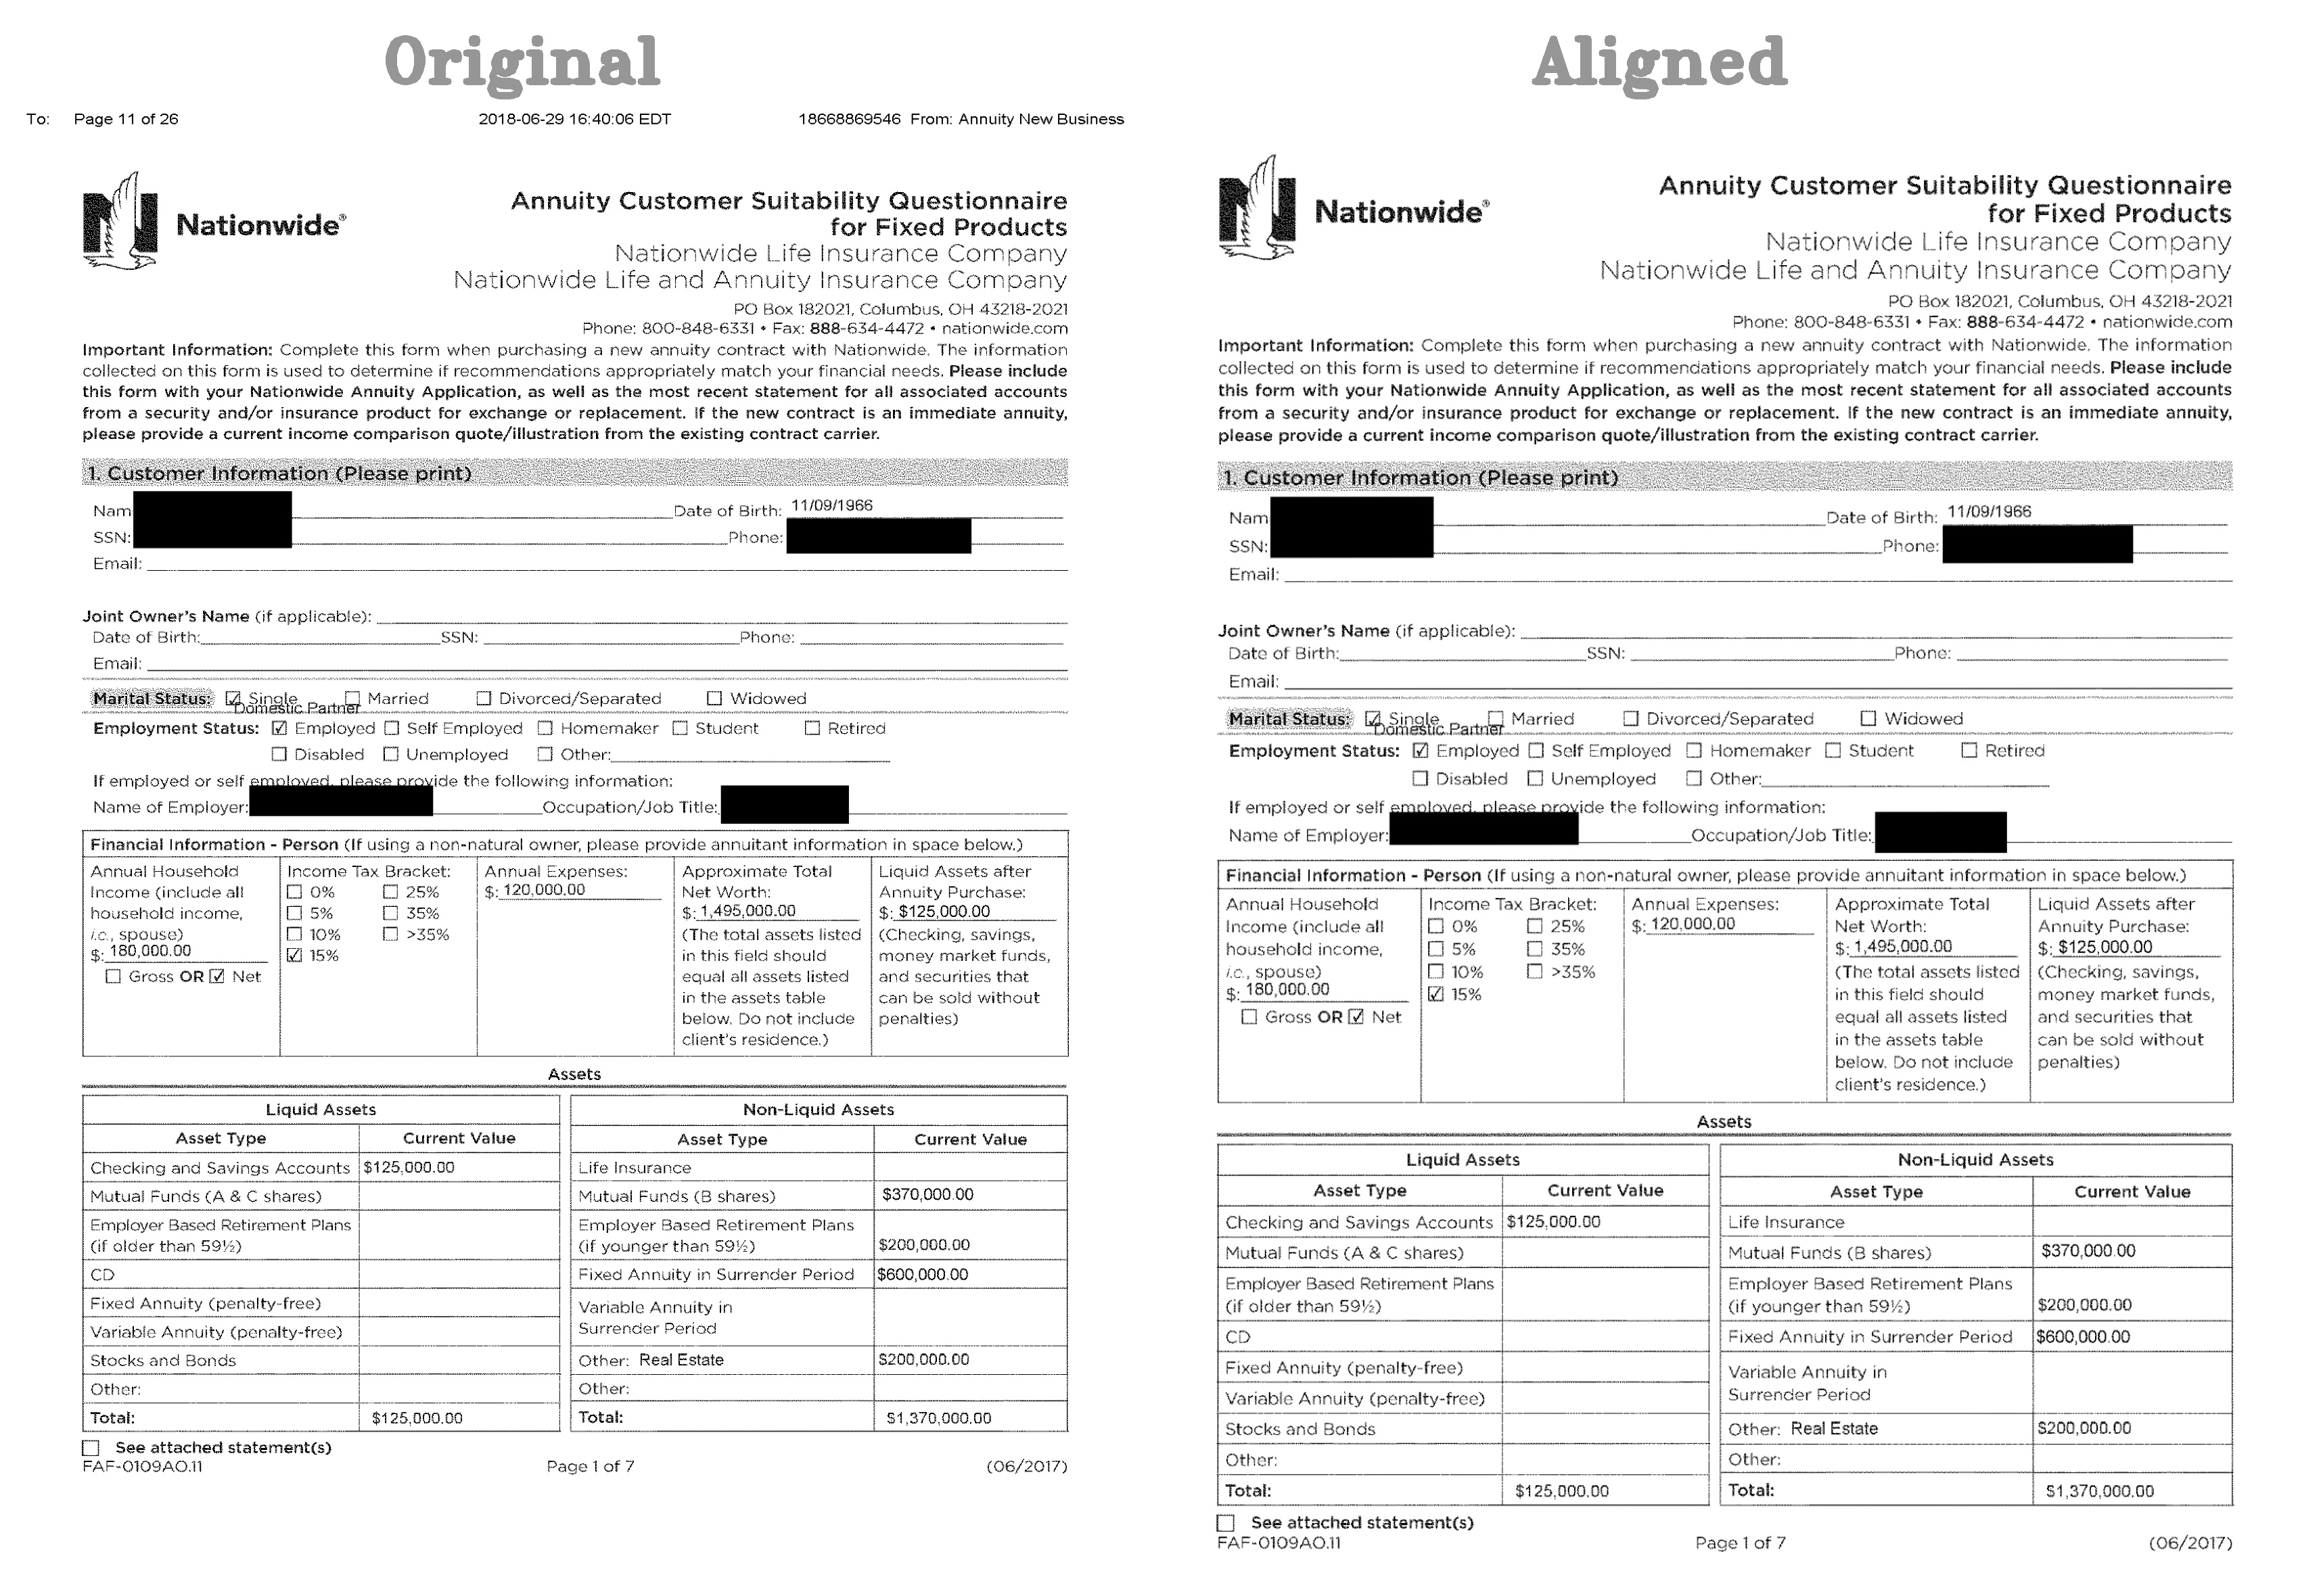 Original
To: Page 11 of 26 2018-06-29 16:40:06 EDT 18668869546 From: Annuity New Business
Nationwide®
Annuity Customer Suitability Questionnaire
for Fixed Products
Nationwide Life Insurance Company
Nationwide Life and Annuity Insurance Company
PO Box 182021, Columbus, OH 43218-2021
Phone: 800-848-6331 • Fax: 888-634-4472 • nationwide.com
Important Information: Complete this form when purchasing a new annuity contract with Nationwide. The information
collected on this form is used to determine if recommendations appropriately match your financial needs. Please include
this form with your Nationwide Annuity Application, as well as the most recent statement for all associated accounts
from a security and/or insurance product for exchange or replacement. If the new contract is an immediate annuity,
please provide a current income comparison quote/illustration from the existing contract carrier.
1. Customer Information (Please print)
Nam Date of Birth: 11/09/1966
SSN: Phone:
Email:
Joint Owner's Name (if applicable):
Date of Birth: SSN: Phone:
Email:
Marital Status: ☑ Single ☐ Married ☐ Divorced/Separated ☐ Widowed
Domestic Partner
Employment Status: ☑ Employed ☐ Self Employed ☐ Homemaker ☐ Student ☐ Retired
☐ Disabled ☐ Unemployed ☐ Other:
If employed or self employed, please provide the following information:
Name of Employer: Occupation/Job Title:
Financial Information - Person (If using a non-natural owner, please provide annuitant information in space below.)
Annual Household
Income (include all
household income,
i.e., spouse)
$: 180,000.00
☐ Gross OR ☑ Net
Income Tax Bracket:
☐ 0% ☐ 25%
☐ 5% ☐ 35%
☐ 10% ☐ >35%
☑ 15%
Annual Expenses:
$: 120,000.00
Approximate Total
Net Worth:
$: 1,495,000.00
(The total assets listed
in this field should
equal all assets listed
in the assets table
below. Do not include
client's residence.)
Liquid Assets after
Annuity Purchase:
$: $125,000.00
(Checking, savings,
money market funds,
and securities that
can be sold without
penalties)
Assets
Liquid Assets
Asset Type Current Value
Checking and Savings Accounts $125,000.00
Mutual Funds (A & C shares)
Employer Based Retirement Plans
(if older than 59½)
CD
Fixed Annuity (penalty-free)
Variable Annuity (penalty-free)
Stocks and Bonds
Other:
Total: $125,000.00
Non-Liquid Assets
Asset Type Current Value
Life Insurance
Mutual Funds (B shares) $370,000.00
Employer Based Retirement Plans
(if younger than 59½) $200,000.00
Fixed Annuity in Surrender Period $600,000.00
Variable Annuity in
Surrender Period
Other: Real Estate $200,000.00
Other:
Total: $1,370,000.00
☐ See attached statement(s)
FAF-0109AO.11 Page 1 of 7 (06/2017)
Aligned
Nationwide®
Annuity Customer Suitability Questionnaire
for Fixed Products
Nationwide Life Insurance Company
Nationwide Life and Annuity Insurance Company
PO Box 182021, Columbus, OH 43218-2021
Phone: 800-848-6331 • Fax: 888-634-4472 • nationwide.com
Important Information: Complete this form when purchasing a new annuity contract with Nationwide. The information
collected on this form is used to determine if recommendations appropriately match your financial needs. Please include
this form with your Nationwide Annuity Application, as well as the most recent statement for all associated accounts
from a security and/or insurance product for exchange or replacement. If the new contract is an immediate annuity,
please provide a current income comparison quote/illustration from the existing contract carrier.
1. Customer Information (Please print)
Nam Date of Birth: 11/09/1966
SSN: Phone:
Email:
Joint Owner's Name (if applicable):
Date of Birth: SSN: Phone:
Email:
Marital Status: ☑ Single ☐ Married ☐ Divorced/Separated ☐ Widowed
Domestic Partner
Employment Status: ☑ Employed ☐ Self Employed ☐ Homemaker ☐ Student ☐ Retired
☐ Disabled ☐ Unemployed ☐ Other:
If employed or self employed, please provide the following information:
Name of Employer: Occupation/Job Title:
Financial Information - Person (If using a non-natural owner, please provide annuitant information in space below.)
Annual Household
Income (include all
household income,
i.e., spouse)
$: 180,000.00
☐ Gross OR ☑ Net
Income Tax Bracket:
☐ 0% ☐ 25%
☐ 5% ☐ 35%
☐ 10% ☐ >35%
☑ 15%
Annual Expenses:
$: 120,000.00
Approximate Total
Net Worth:
$: 1,495,000.00
(The total assets listed
in this field should
equal all assets listed
in the assets table
below. Do not include
client's residence.)
Liquid Assets after
Annuity Purchase:
$: $125,000.00
(Checking, savings,
money market funds,
and securities that
can be sold without
penalties)
Assets
Liquid Assets
Asset Type Current Value
Checking and Savings Accounts $125,000.00
Mutual Funds (A & C shares)
Employer Based Retirement Plans
(if older than 59½)
CD
Fixed Annuity (penalty-free)
Variable Annuity (penalty-free)
Stocks and Bonds
Other:
Total: $125,000.00
Non-Liquid Assets
Asset Type Current Value
Life Insurance
Mutual Funds (B shares) $370,000.00
Employer Based Retirement Plans
(if younger than 59½) $200,000.00
Fixed Annuity in Surrender Period $600,000.00
Variable Annuity in
Surrender Period
Other: Real Estate $200,000.00
Other:
Total: $1,370,000.00
☐ See attached statement(s)
FAF-0109AO.11 Page 1 of 7 (06/2017)